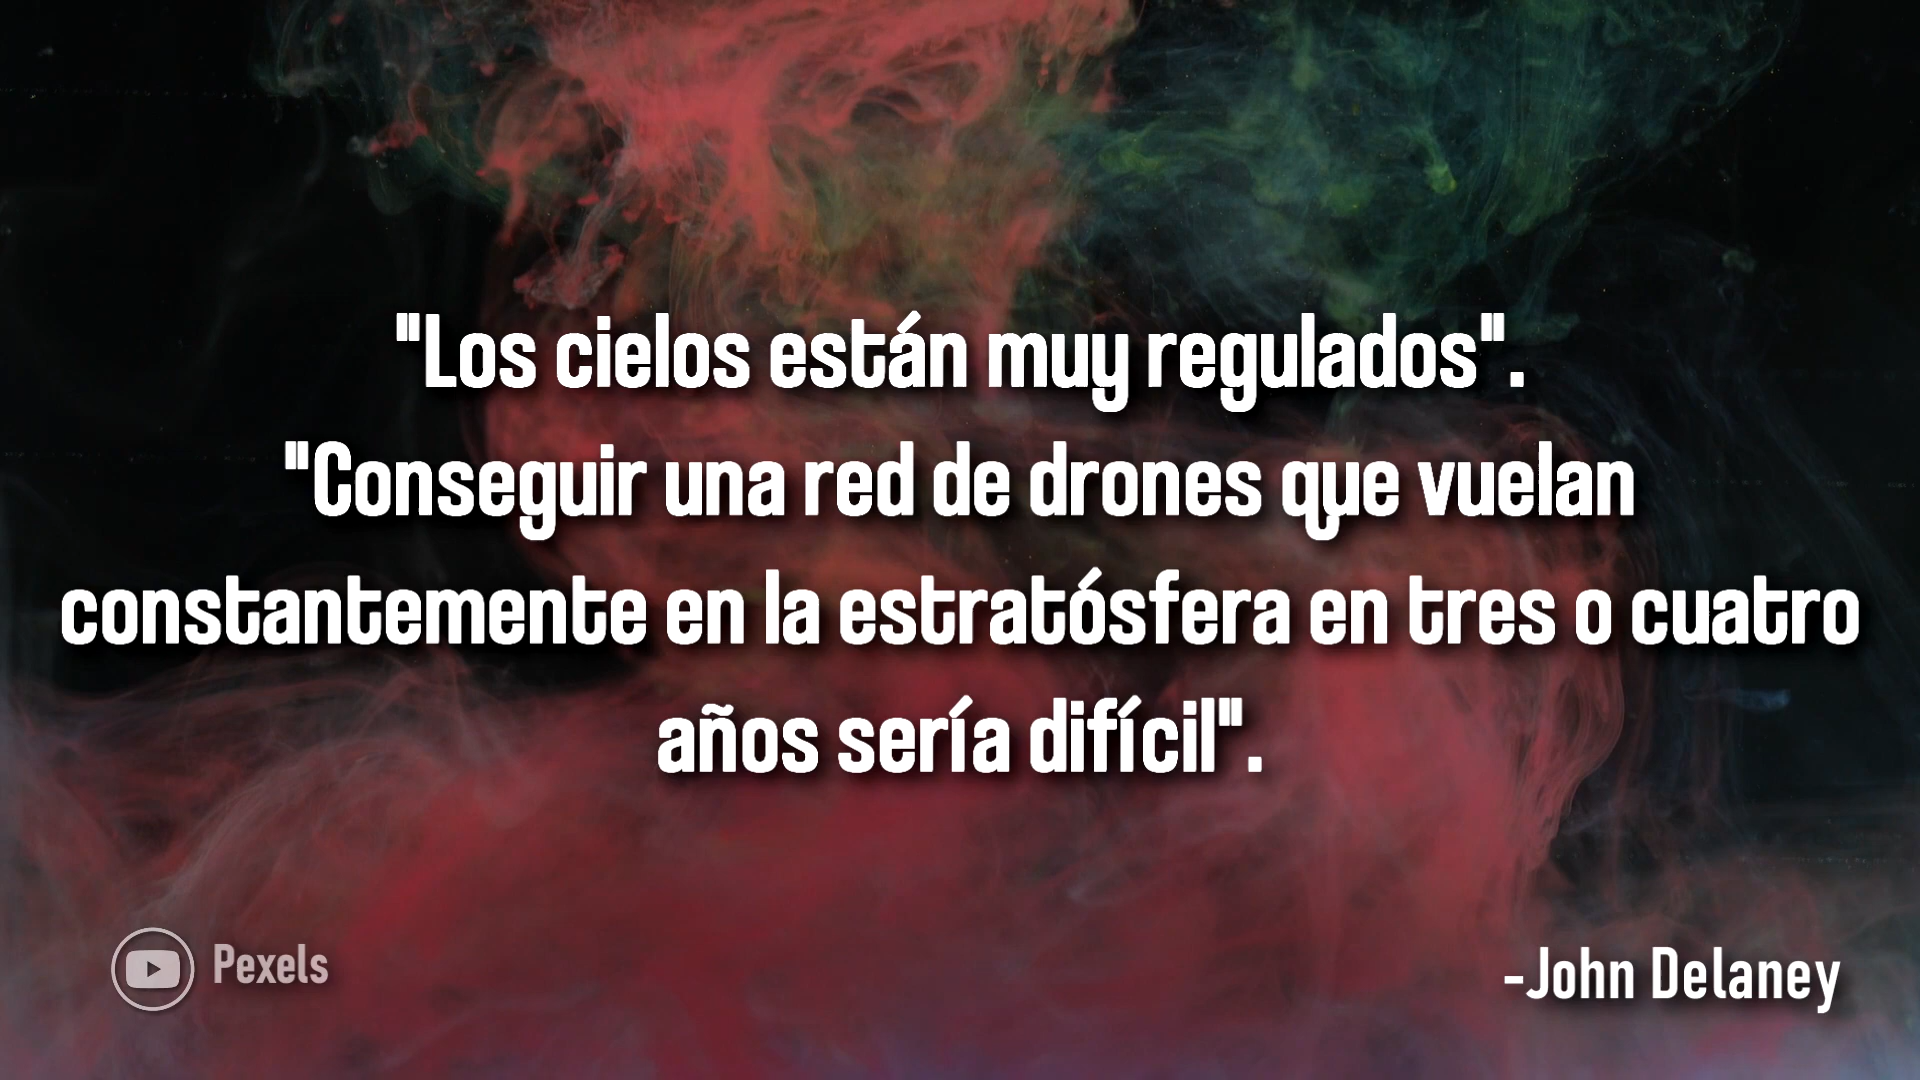 "Los cielos están muy regulados".
"Conseguir una red de drones que vuelan
constantemente en la estratósfera en tres o cuatro
años sería difícil".
Pexels
-John Delaney